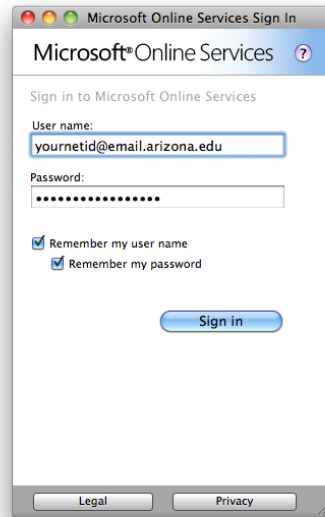 Microsoft Online Services Sign In
Microsoft® Online Services ?
Sign in to Microsoft Online Services
User name:
yournetid@email.arizona.edu
Password:
•••••••••••••••••
Remember my user name
Remember my password
Sign in
Legal Privacy